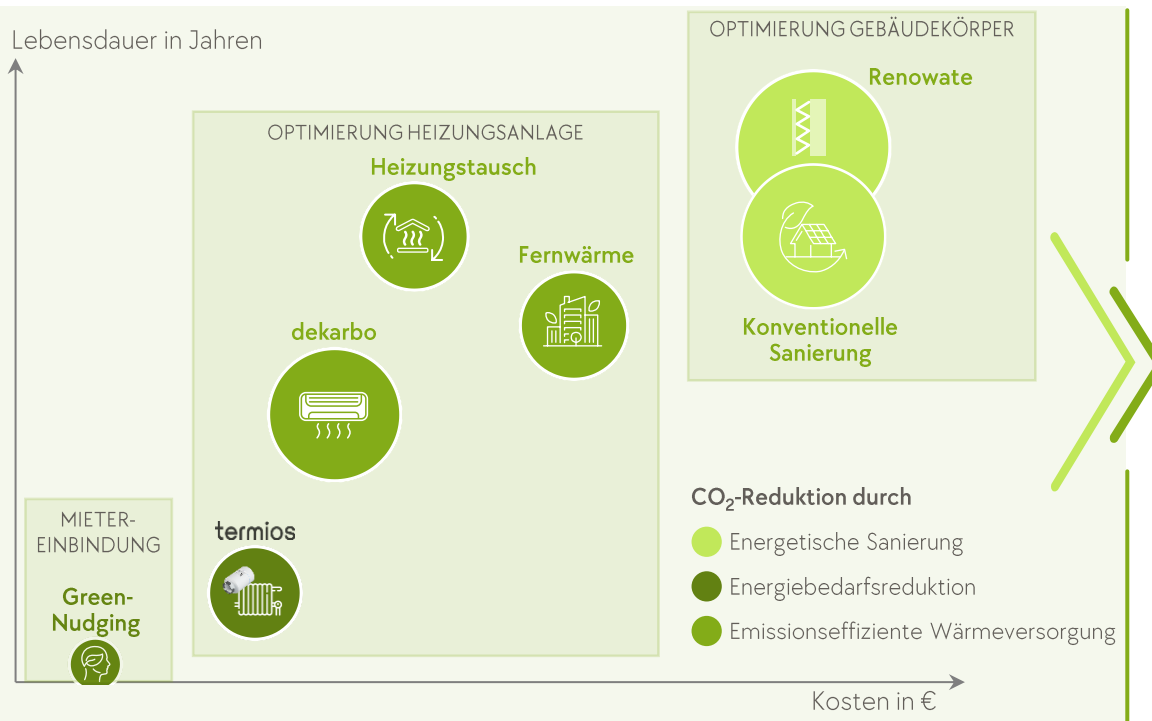 Lebensdauer in Jahren
OPTIMIERUNG GEBÄUDEKÖRPER
Renowate
Konventionelle
Sanierung
OPTIMIERUNG HEIZUNGSANLAGE
Heizungstausch
Fernwärme
dekarbo
termios
MIETER-
EINBINDUNG
Green-
Nudging
CO₂-Reduktion durch
Energetische Sanierung
Energiebedarfsreduktion
Emissionseffiziente Wärmeversorgung
Kosten in €